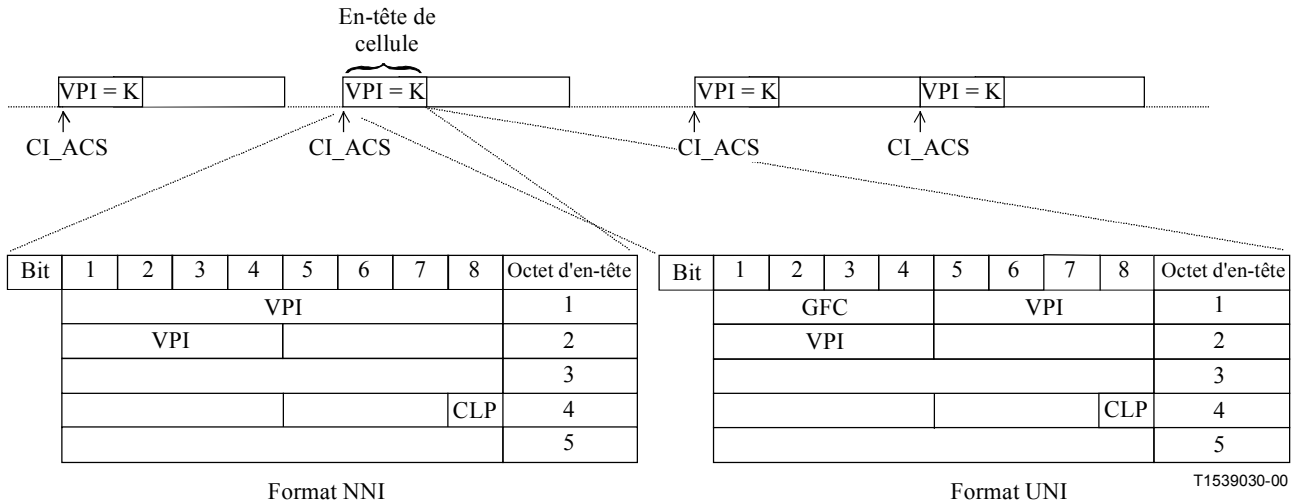 En-tête de
cellule
VPI = K VPI = K VPI = K VPI = K
CI_ACS CI_ACS CI_ACS CI_ACS
Bit 1 2 3 4 5 6 7 8 Octet d'en-tête
VPI 1
VPI 2
3
CLP 4
5
Format NNI
Bit 1 2 3 4 5 6 7 8 Octet d'en-tête
GFC VPI 1
VPI 2
3
CLP 4
5
Format UNI
T1539030-00